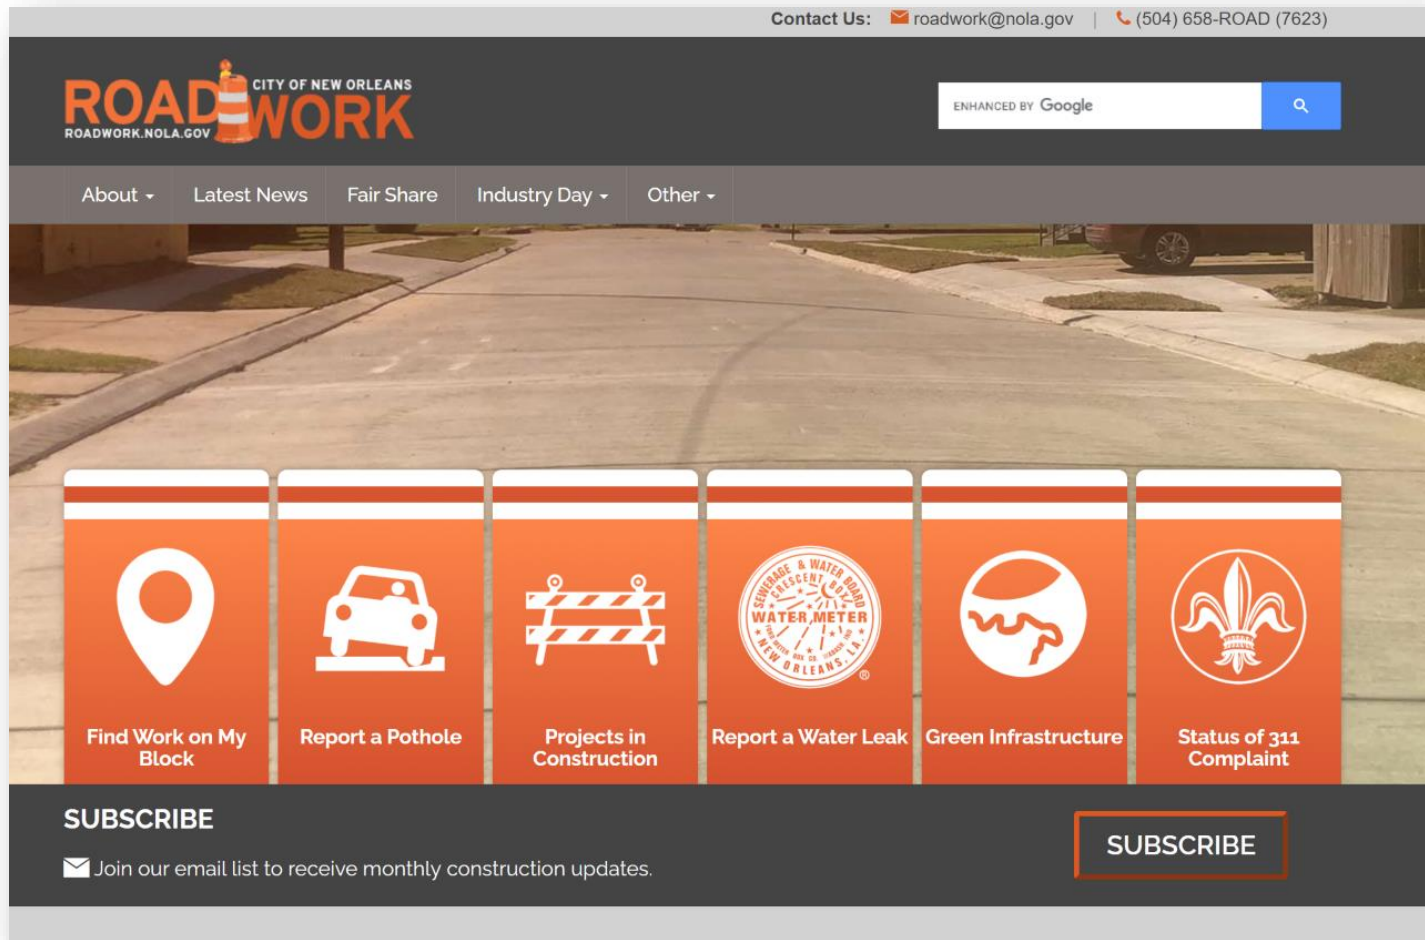 Contact Us: roadwork@nola.gov | (504) 658-ROAD (7623)
ROADWORK
CITY OF NEW ORLEANS
ROADWORK.NOLA.GOV
ENHANCED BY Google
About
Latest News
Fair Share
Industry Day
Other
SEWERAGE & WATER BOARD
CRESCENT BOX
WATER METER
NEW ORLEANS, LA.
®
Find Work on My
Block
Report a Pothole
Projects in
Construction
Report a Water Leak
Green Infrastructure
Status of 311
Complaint
SUBSCRIBE
Join our email list to receive monthly construction updates.
SUBSCRIBE